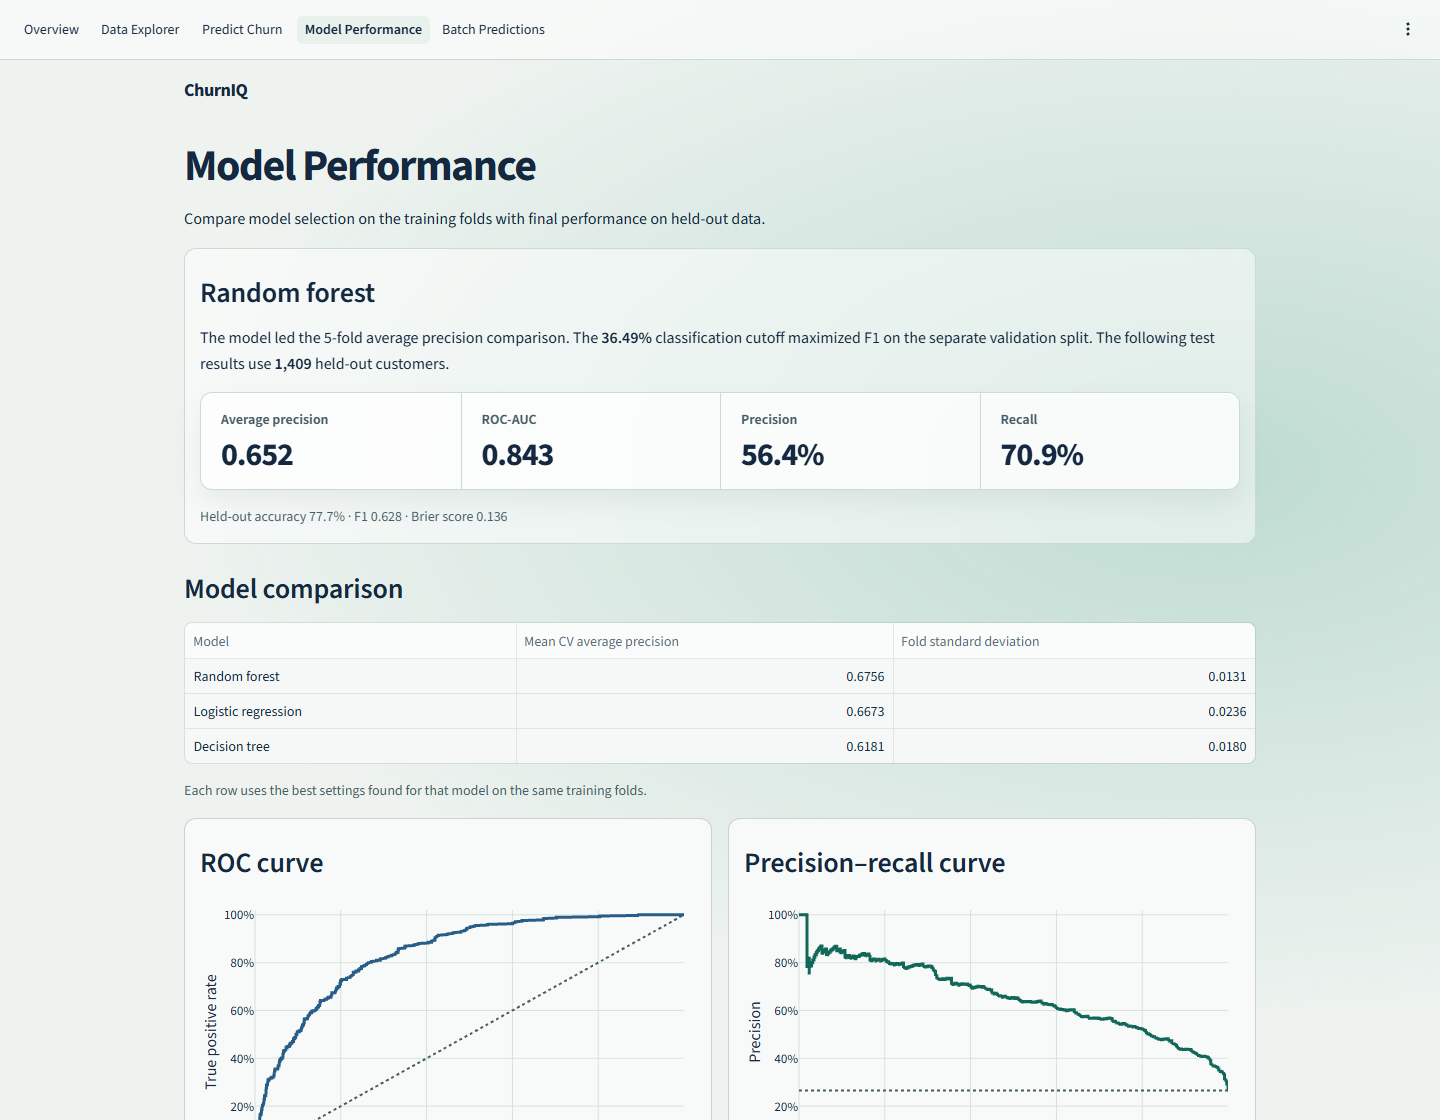 Overview Data Explorer Predict Churn Model Performance Batch Predictions
ChurnIQ
Model Performance
Compare model selection on the training folds with final performance on held-out data.
Random forest
The model led the 5-fold average precision comparison. The 36.49% classification cutoff maximized F1 on the separate validation split. The following test
results use 1,409 held-out customers.
Average precision ROC-AUC Precision Recall
0.652 0.843 56.4% 70.9%
Held-out accuracy 77.7% · F1 0.628 · Brier score 0.136
Model comparison
Model Mean CV average precision Fold standard deviation
Random forest 0.6756 0.0131
Logistic regression 0.6673 0.0236
Decision tree 0.6181 0.0180
Each row uses the best settings found for that model on the same training folds.
ROC curve
100%
80%
60%
40%
20%
True positive rate
Precision–recall curve
100%
80%
60%
40%
20%
Precision